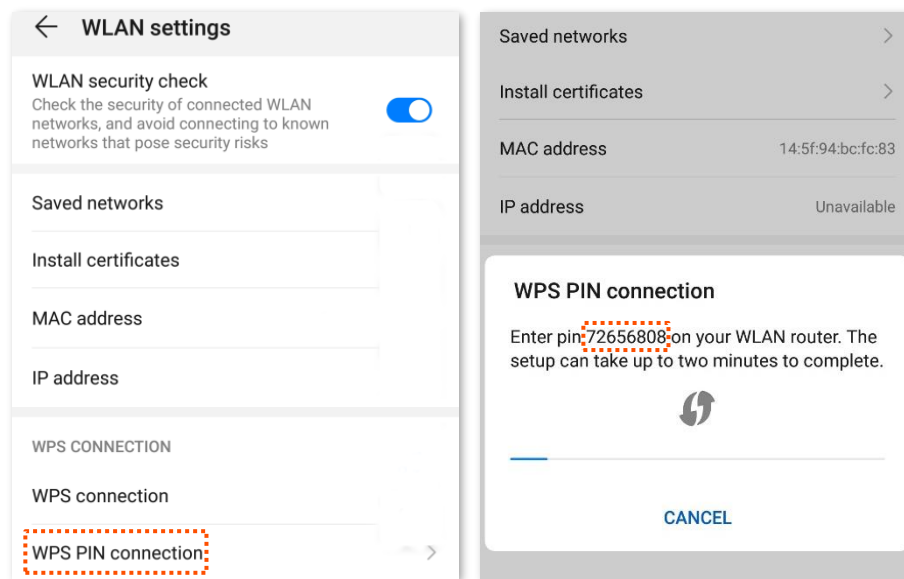 WLAN settings
WLAN security check
Check the security of connected WLAN
networks, and avoid connecting to known
networks that pose security risks
Saved networks
Install certificates
MAC address
IP address
WPS CONNECTION
WPS connection
WPS PIN connection
Saved networks
Install certificates
MAC address 14:5f:94:bc:fc:83
IP address Unavailable
WPS PIN connection
Enter pin 72656808 on your WLAN router. The
setup can take up to two minutes to complete.
CANCEL